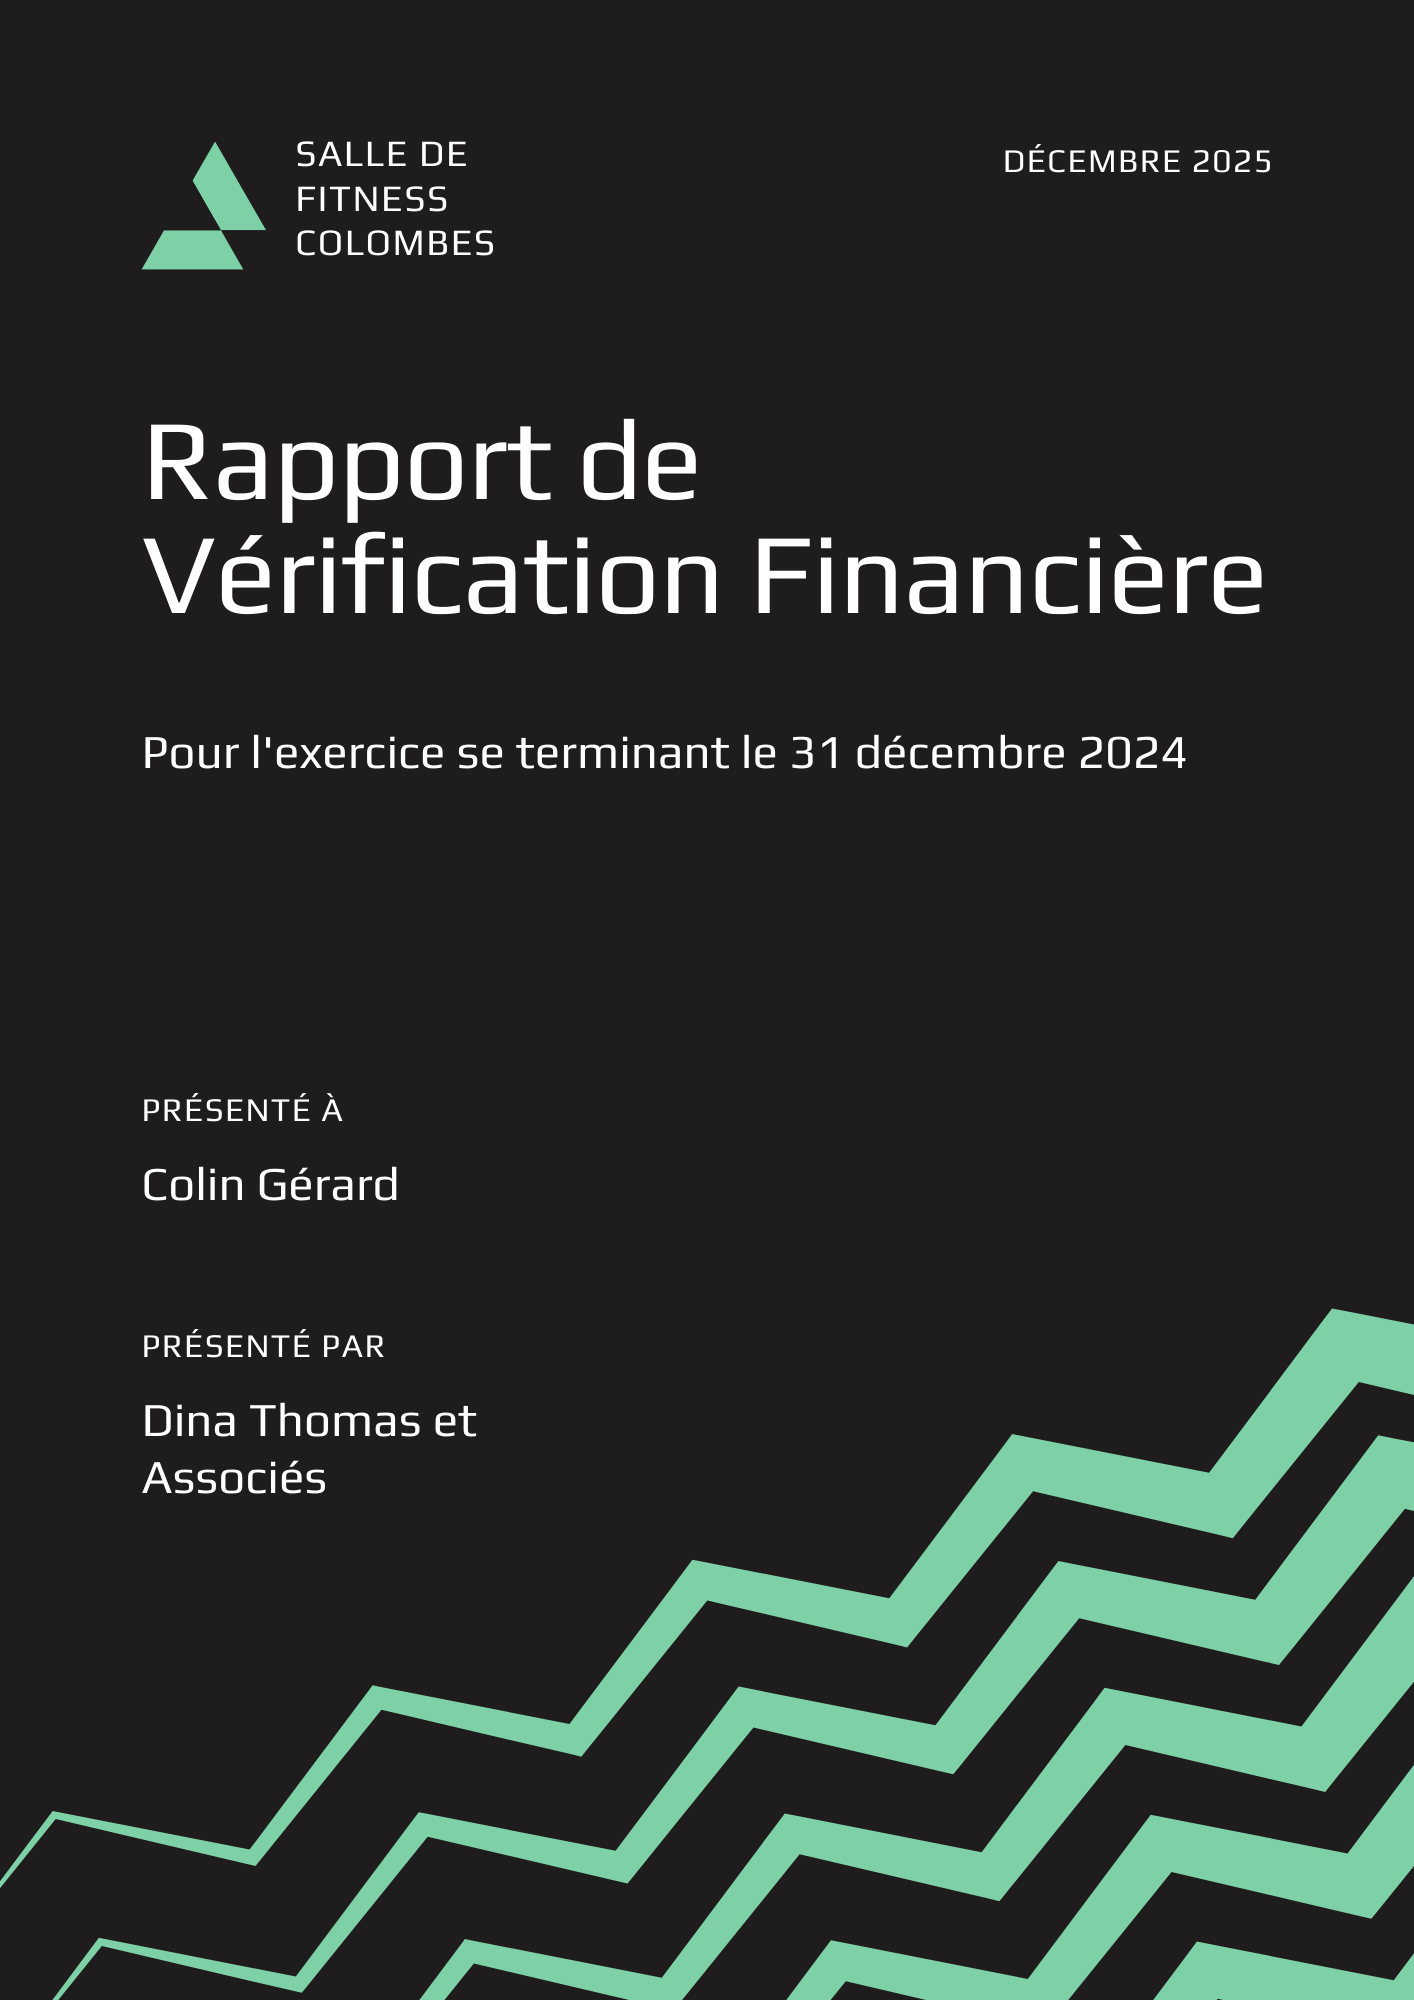 SALLE DE
FITNESS
COLOMBES
DÉCEMBRE 2025
Rapport de
Vérification Financière
Pour l'exercice se terminant le 31 décembre 2024
PRÉSENTÉ À
Colin Gérard
PRÉSENTÉ PAR
Dina Thomas et
Associés